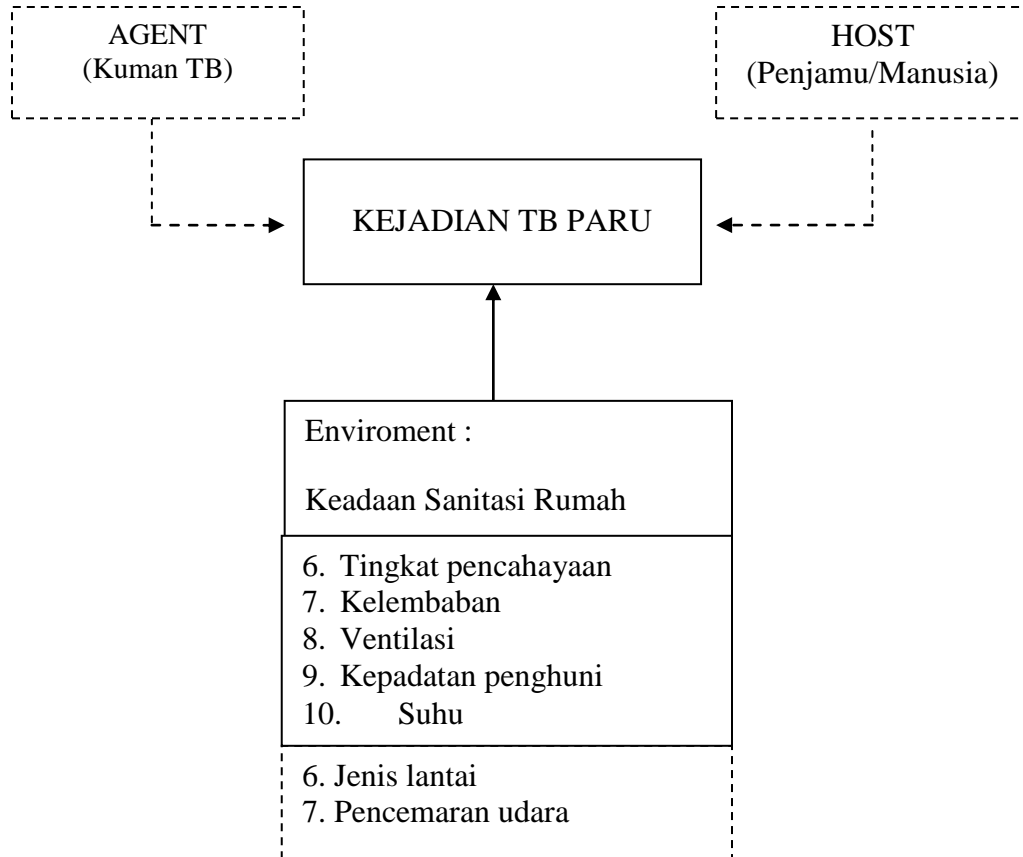 AGENT
(Kuman TB)
HOST
(Penjamu/Manusia)
KEJADIAN TB PARU
Enviroment :
Keadaan Sanitasi Rumah
6. Tingkat pencahayaan
7. Kelembaban
8. Ventilasi
9. Kepadatan penghuni
10. Suhu
6. Jenis lantai
7. Pencemaran udara